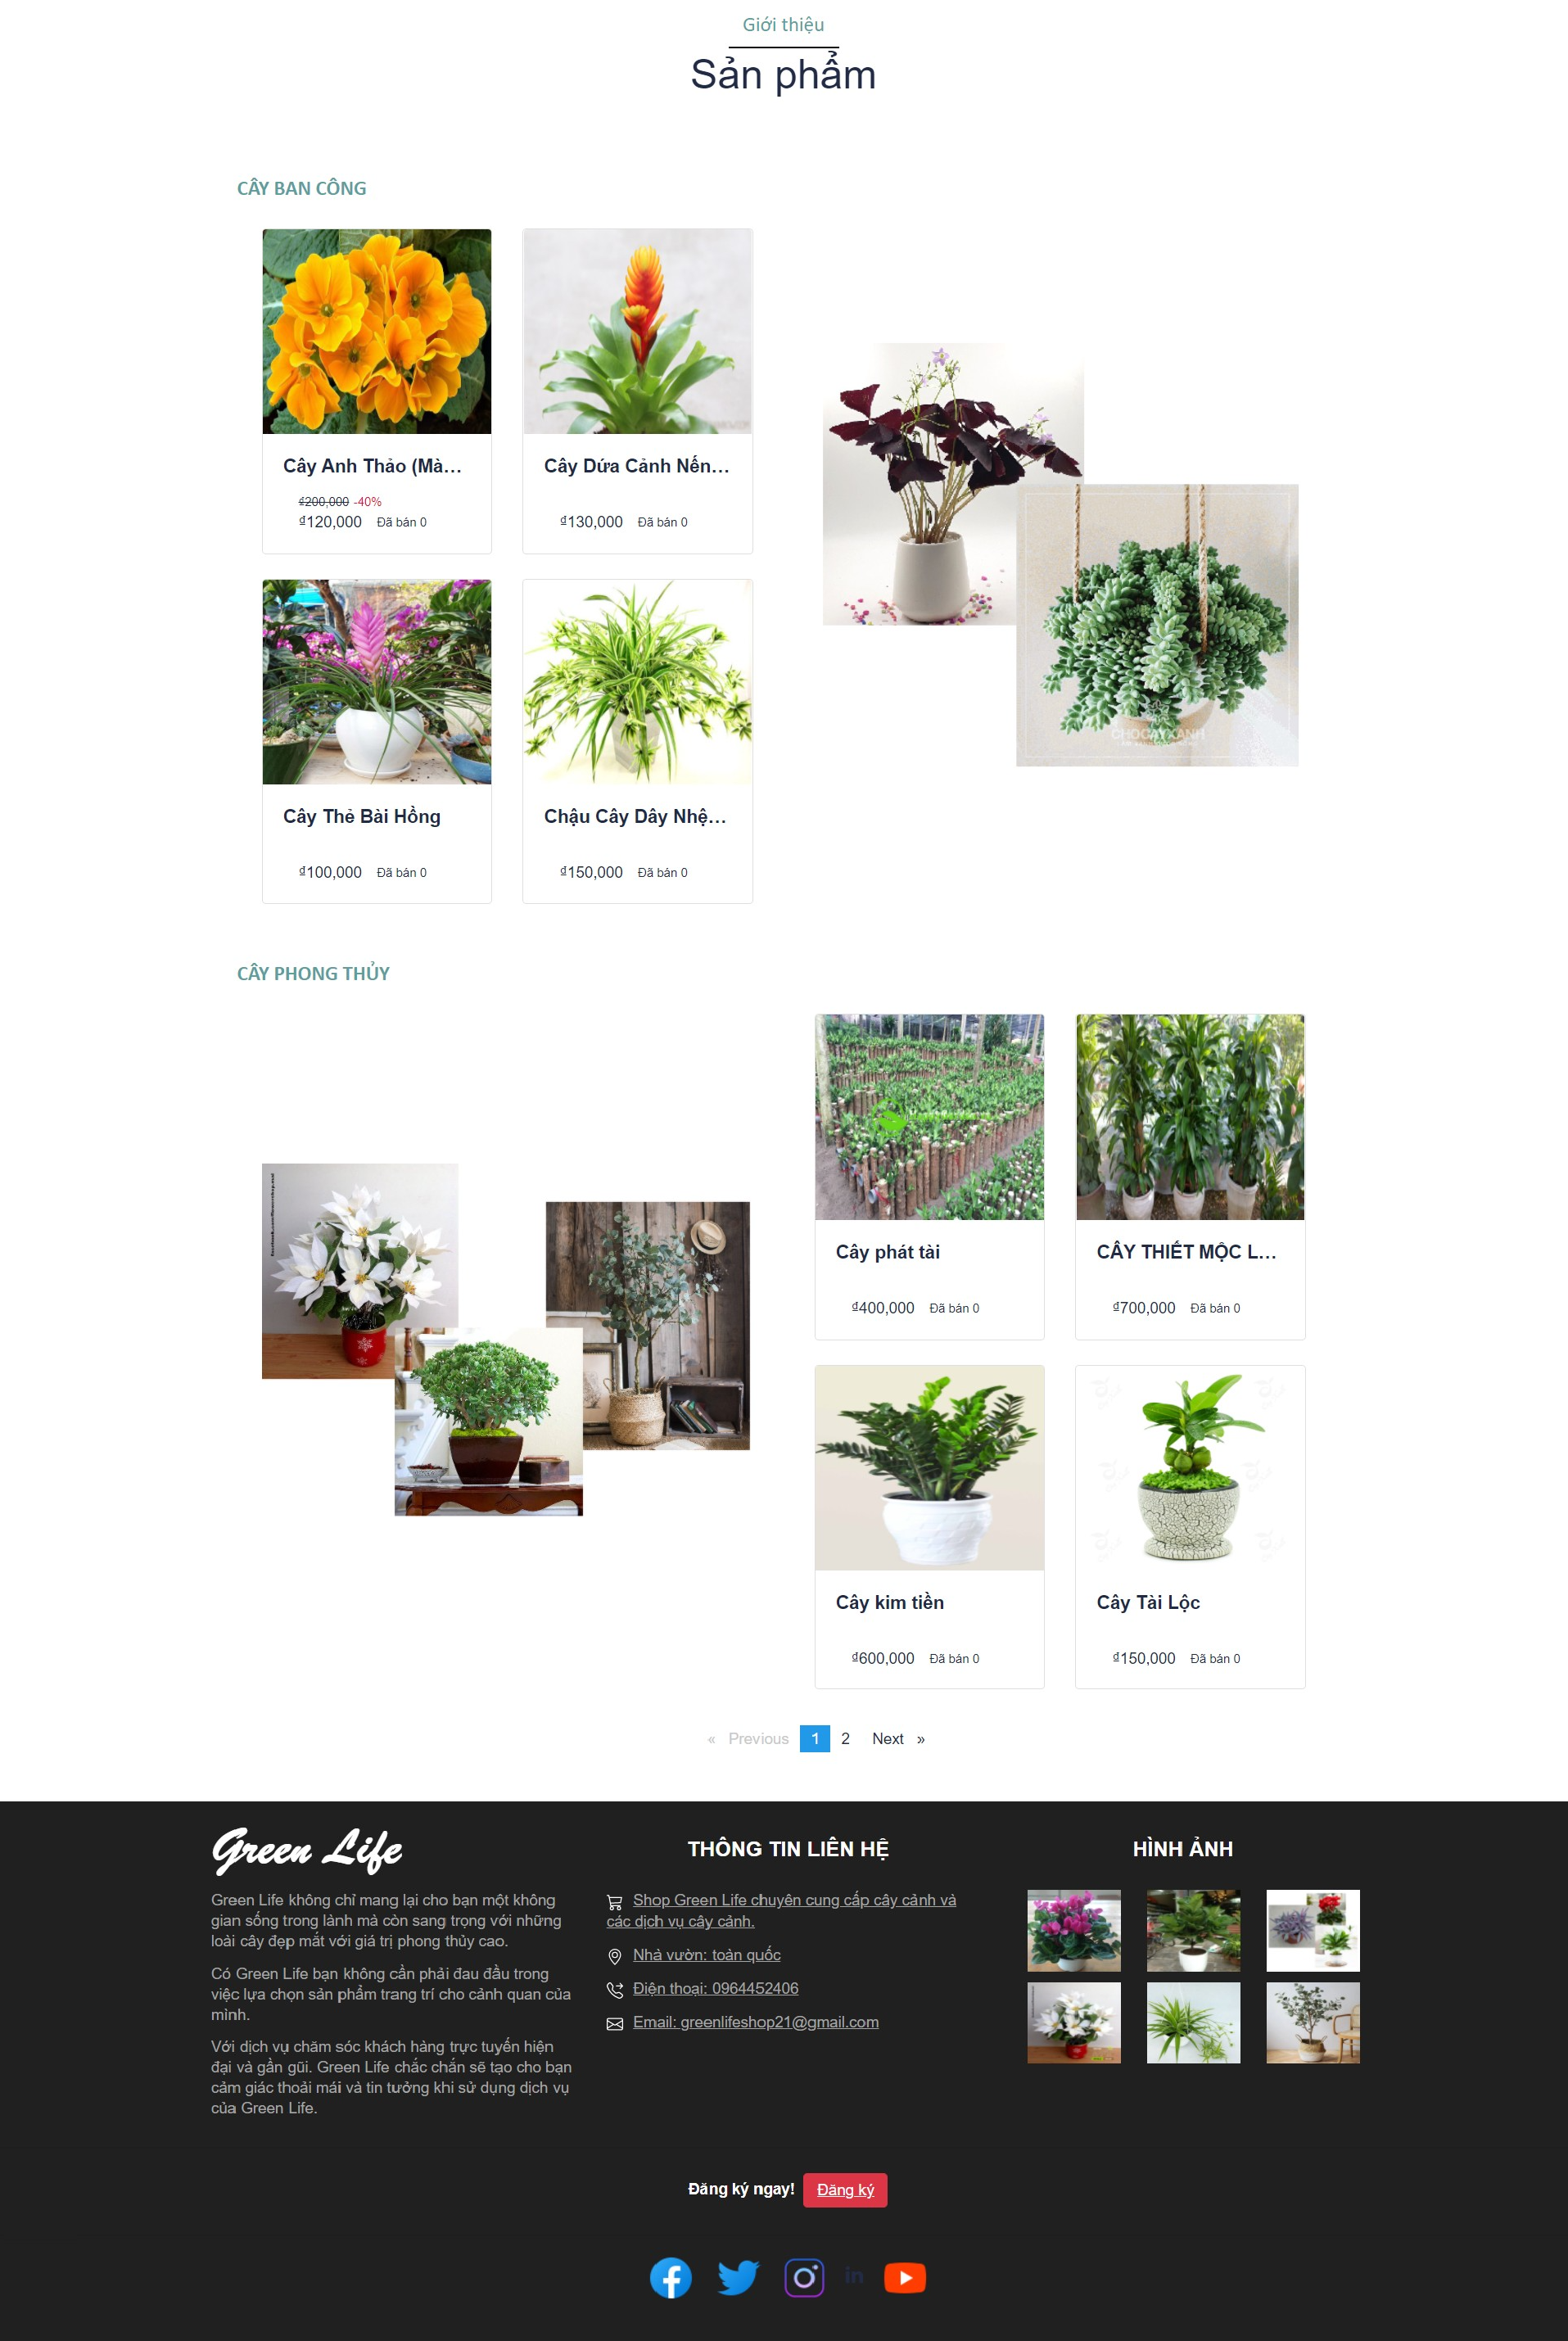 Giới thiệu
Sản phẩm
CÂY BAN CÔNG
Cây Anh Thảo (Mà...
₫200,000 -40%
₫120,000 Đã bán 0
Cây Dứa Cảnh Nến...
₫130,000 Đã bán 0
Cây Thẻ Bài Hồng
₫100,000 Đã bán 0
Chậu Cây Dây Nhệ...
₫150,000 Đã bán 0
CHOCAYXANH
CÂY PHONG THỦY
Cây phát tài
₫400,000 Đã bán 0
CÂY THIẾT MỘC L...
₫700,000 Đã bán 0
Cây kim tiền
₫600,000 Đã bán 0
Cây Tài Lộc
₫150,000 Đã bán 0
« Previous 1 2 Next »
Green Life
Green Life không chỉ mang lại cho bạn một không
gian sống trong lành mà còn sang trọng với những
loài cây đẹp mắt với giá trị phong thủy cao.
Có Green Life bạn không cần phải đau đầu trong
việc lựa chọn sản phẩm trang trí cho cảnh quan của
mình.
Với dịch vụ chăm sóc khách hàng trực tuyến hiện
đại và gần gũi. Green Life chắc chắn sẽ tạo cho bạn
cảm giác thoải mái và tin tưởng khi sử dụng dịch vụ
của Green Life.
THÔNG TIN LIÊN HỆ
Shop Green Life chuyên cung cấp cây cảnh và
các dịch vụ cây cảnh.
Nhà vườn: toàn quốc
Điện thoại: 0964452406
Email: greenlifeshop21@gmail.com
HÌNH ẢNH
Đăng ký ngay! Đăng ký
in